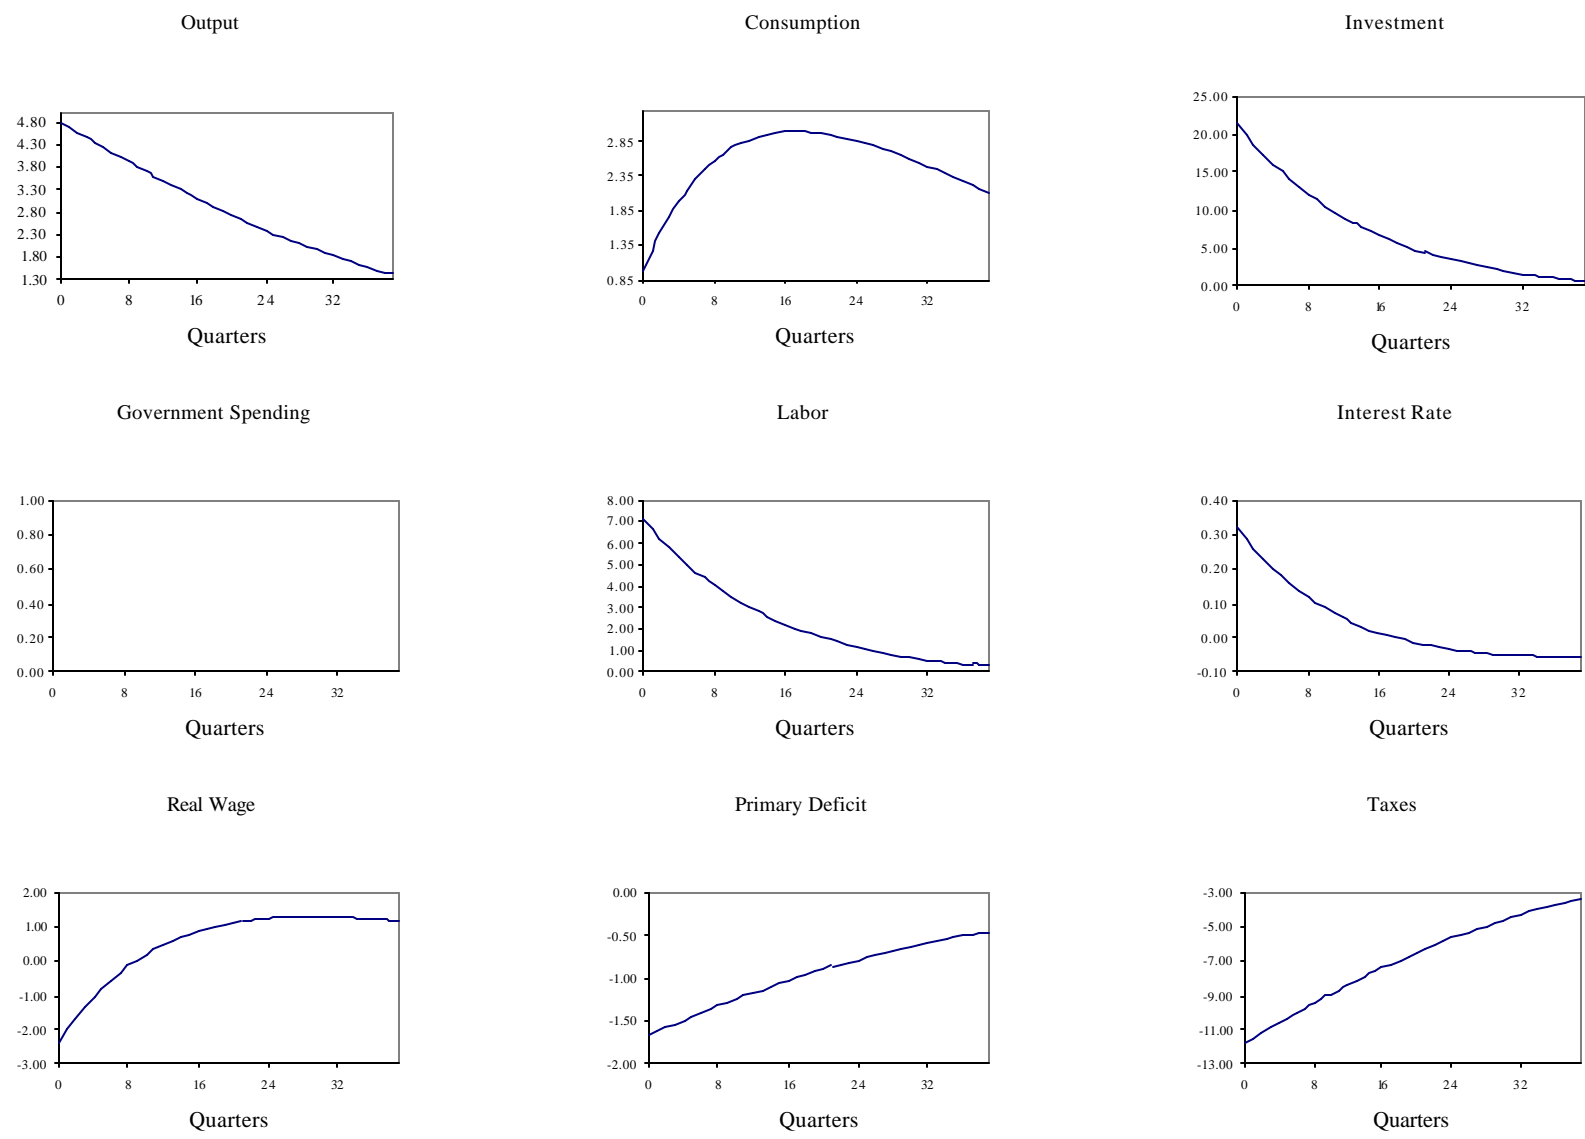 Output
4.80
4.30
3.80
3.30
2.80
2.30
1.80
1.30
0 8 16 24 32
Quarters
Consumption
2.85
2.35
1.85
1.35
0.85
0 8 16 24 32
Quarters
Investment
25.00
20.00
15.00
10.00
5.00
0.00
0 8 16 24 32
Quarters
Government Spending
1.00
0.80
0.60
0.40
0.20
0.00
0 8 16 24 32
Quarters
Labor
8.00
7.00
6.00
5.00
4.00
3.00
2.00
1.00
0.00
0 8 16 24 32
Quarters
Interest Rate
0.40
0.30
0.20
0.10
0.00
-0.10
0 8 16 24 32
Quarters
Real Wage
2.00
1.00
0.00
-1.00
-2.00
-3.00
0 8 16 24 32
Quarters
Primary Deficit
0.00
-0.50
-1.00
-1.50
-2.00
0 8 16 24 32
Quarters
Taxes
-3.00
-5.00
-7.00
-9.00
-11.00
-13.00
0 8 16 24 32
Quarters